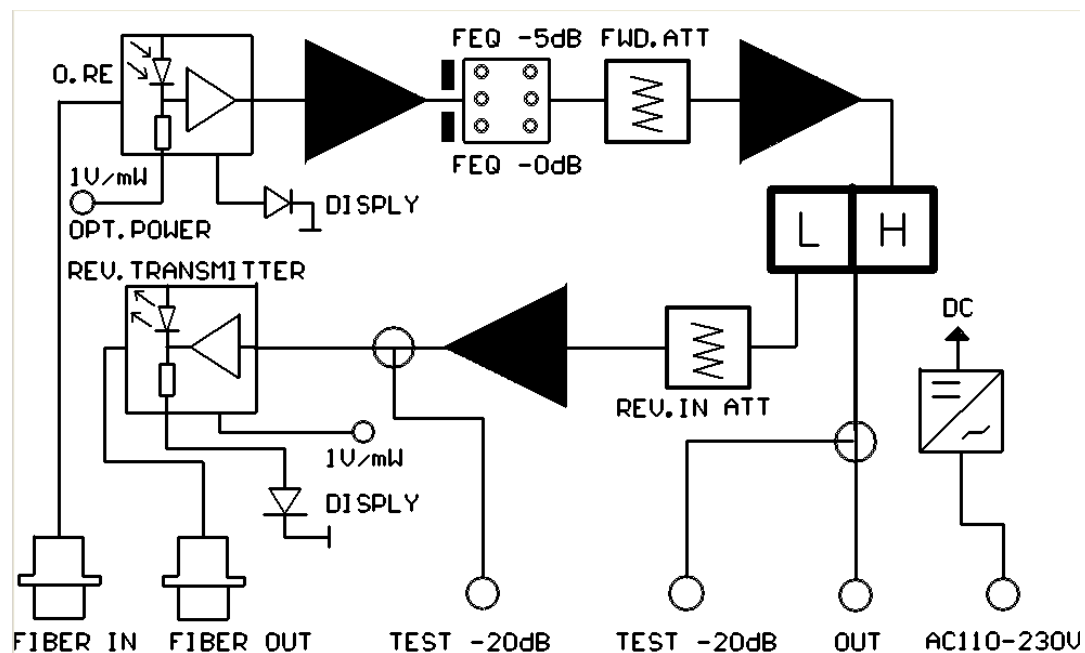 FEQ -5dB FWD.ATT
O.RE
FEQ -0dB
1V/mW
DISPLY
OPT.POWER
L H
REV.TRANSMITTER
DC
REV.IN ATT
1V/mW
DISPLY
FIBER IN FIBER OUT TEST -20dB TEST -20dB OUT AC110-230V